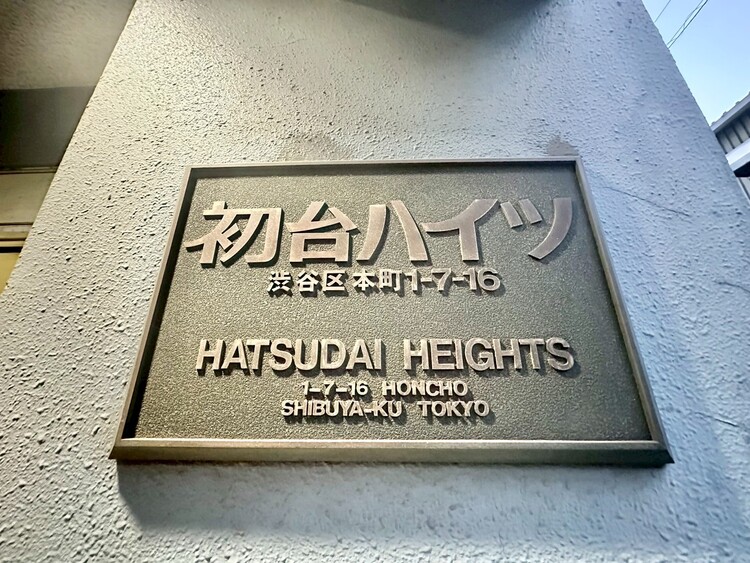 初台ハイツ
渋谷区本町1-7-16
HATSUDAI HEIGHTS
1-7-16 HONCHO
SHIBUYA-KU TOKYO